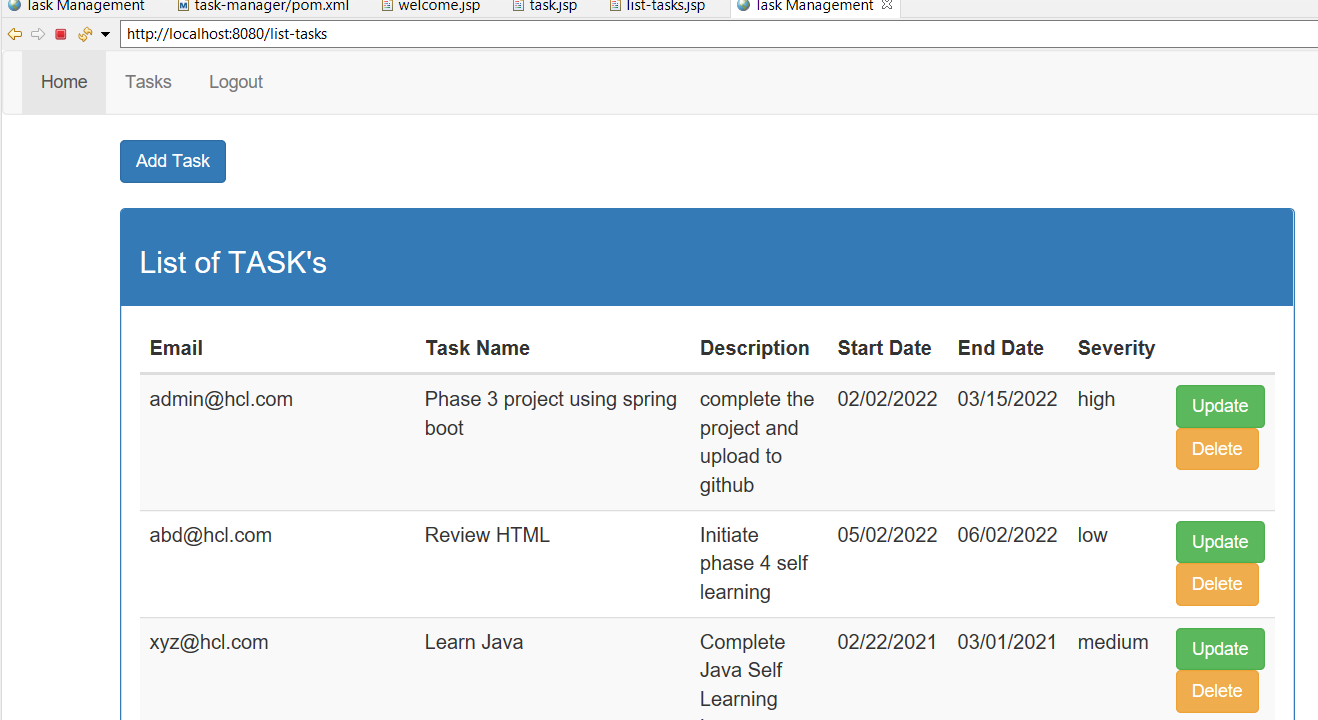 Task Management task-manager/pom.xml welcome.jsp task.jsp list-tasks.jsp Task Management
http://localhost:8080/list-tasks
Home Tasks Logout
Add Task
List of TASK's
Email Task Name Description Start Date End Date Severity
admin@hcl.com Phase 3 project using spring complete the 02/02/2022 03/15/2022 high Update
boot project and
upload to Delete
github
abd@hcl.com Review HTML Initiate 05/02/2022 06/02/2022 low Update
phase 4 self
learning Delete
xyz@hcl.com Learn Java Complete 02/22/2021 03/01/2021 medium Update
Java Self
Learning Delete